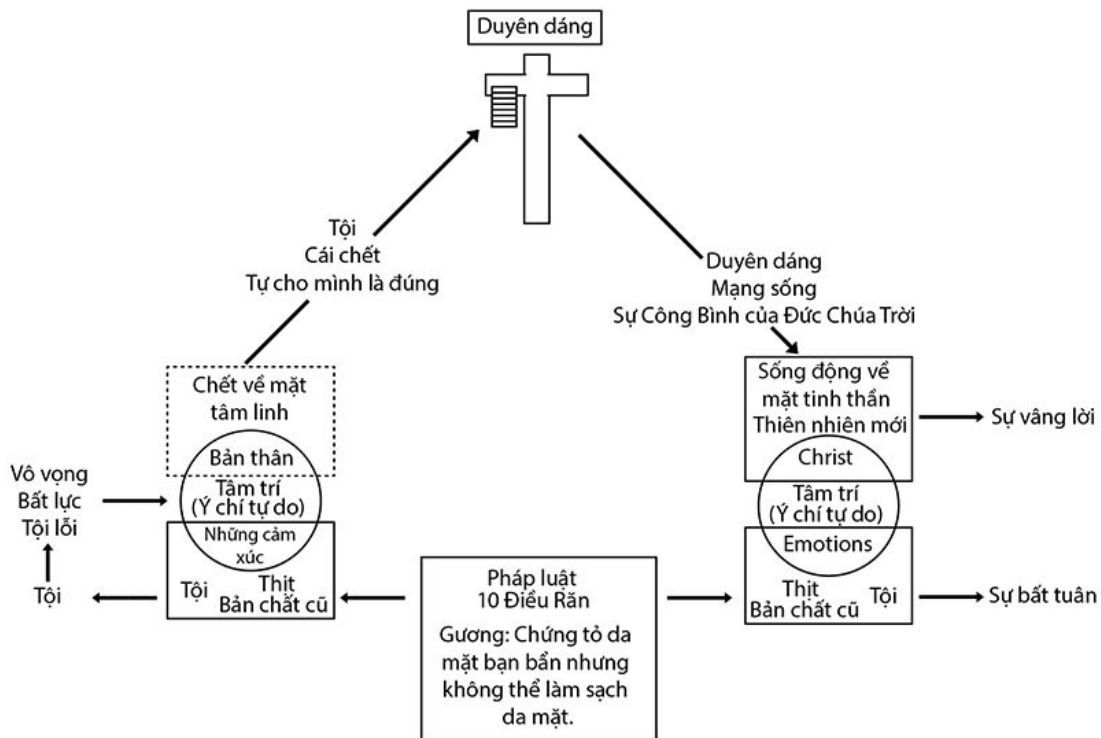 Duyên dáng
Tội
Cái chết
Tự cho mình là đúng
Duyên dáng
Mạng sống
Sự Công Bình của Đức Chúa Trời
Chết về mặt
tâm linh
Bản thân
Tâm trí
(Ý chí tự do)
Những cảm
xúc
Tội
Thịt
Bản chất cũ
Vô vọng
Bất lực
Tội lỗi
Tội
Pháp luật
10 Điều Răn
Gương: Chứng tỏ da
mặt bạn bẩn nhưng
không thể làm sạch
da mặt.
Sống động về
mặt tinh thần
Thiên nhiên mới
Christ
Tâm trí
(Ý chí tự do)
Emotions
Thịt
Bản chất cũ
Tội
Sự vâng lời
Sự bất tuân